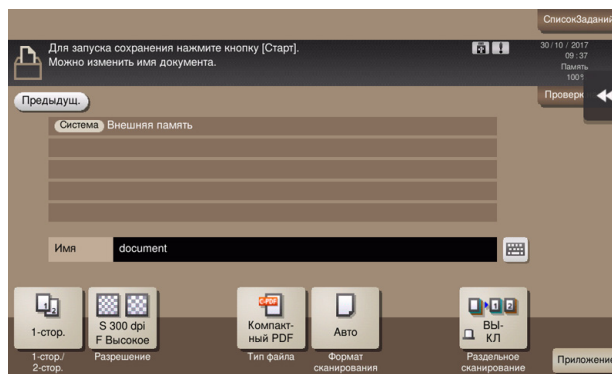 СписокЗаданий
Для запуска сохранения нажмите кнопку [Старт].
Можно изменить имя документа.
30/10 / 2017
09 : 37
Память
100%
Предыдущ.
Проверк
Система Внешняя память
Имя document
1-стор.
S 300 dpi
F Высокое
C-PDF
Компакт-
ный PDF
Авто
ВЫ-
КЛ
1-стор./
2-стор.
Разрешение
Тип файла
Формат
сканирования
Раздельное
сканирование
Приложение